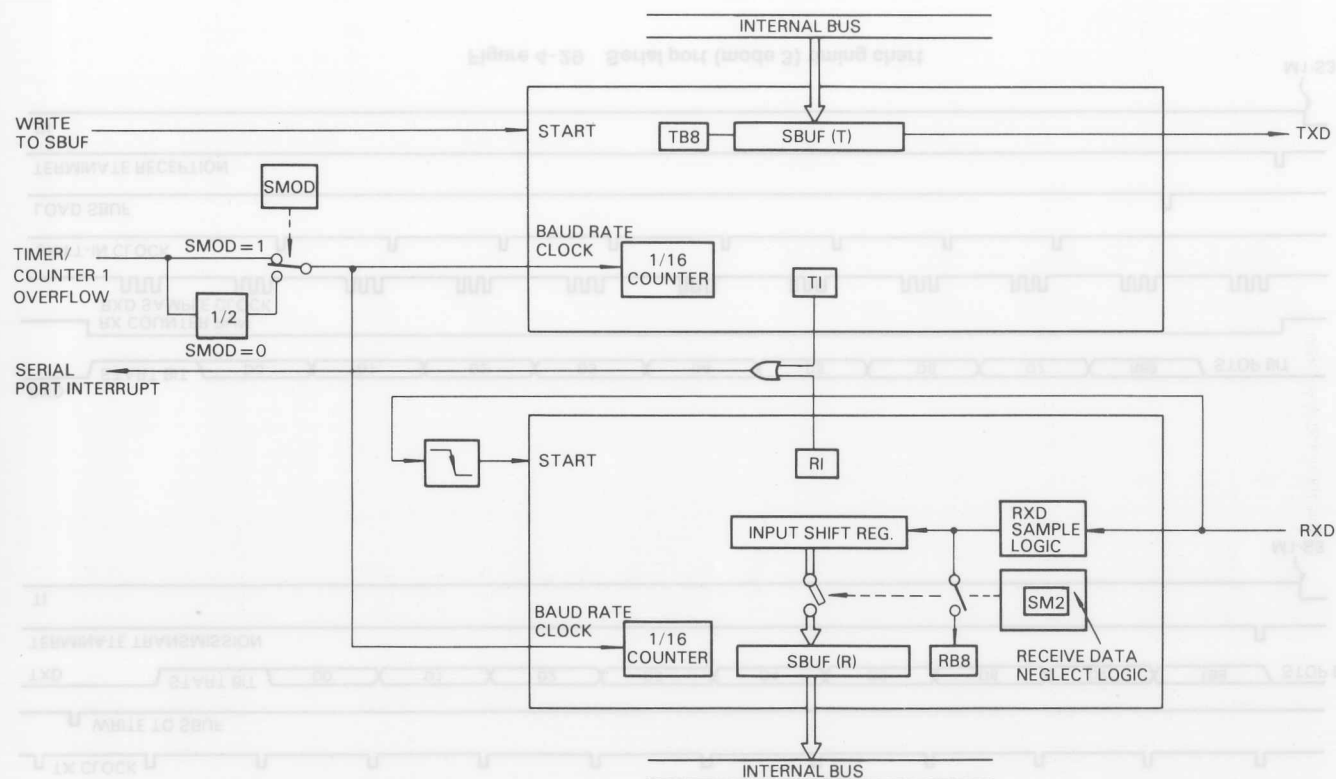 INTERNAL BUS
WRITE
TO SBUF
START
TB8
SBUF (T)
TXD
SMOD
SMOD = 1
TIMER/
COUNTER 1
OVERFLOW
BAUD RATE
CLOCK
1/16
COUNTER
TI
1/2
SMOD = 0
SERIAL
PORT INTERRUPT
START
RI
INPUT SHIFT REG.
RXD
SAMPLE
LOGIC
RXD
SM2
BAUD RATE
CLOCK
1/16
COUNTER
SBUF (R)
RB8
RECEIVE DATA
NEGLECT LOGIC
INTERNAL BUS